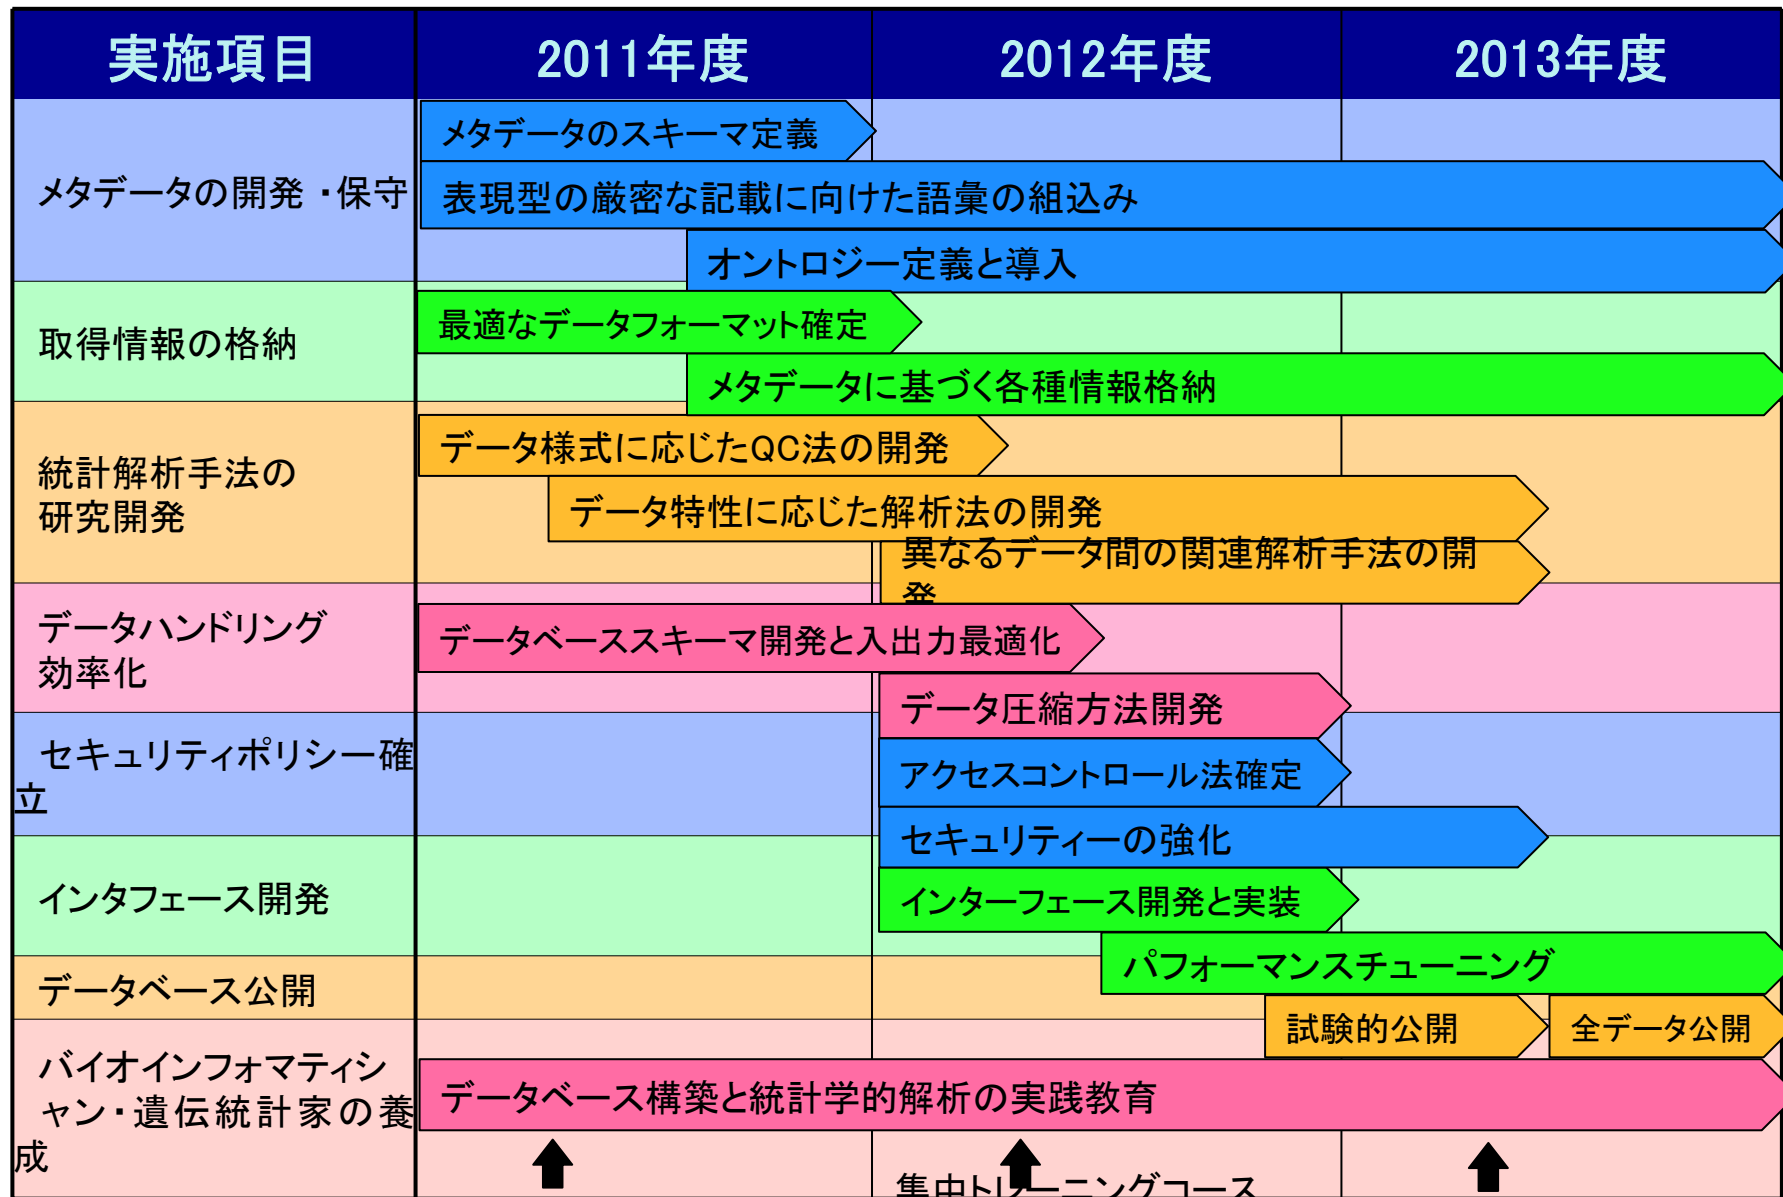 実施項目 2011年度 2012年度 2013年度
メタデータの開発・保守
メタデータのスキーマ定義
表現型の厳密な記載に向けた語彙の組込み
オントロジー定義と導入
取得情報の格納
最適なデータフォーマット確定
メタデータに基づく各種情報格納
統計解析手法の
研究開発
データ様式に応じたQC法の開発
データ特性に応じた解析法の開発
異なるデータ間の関連解析手法の開
発
データハンドリング
効率化
データベーススキーマ開発と入出力最適化
データ圧縮方法開発
セキュリティポリシー確
立
アクセスコントロール法確定
セキュリティーの強化
インタフェース開発
インターフェース開発と実装
パフォーマンスチューニング
データベース公開
試験的公開
全データ公開
バイオインフォマティシ
ャン・遺伝統計家の養
成
データベース構築と統計学的解析の実践教育
集中トレーニングコース